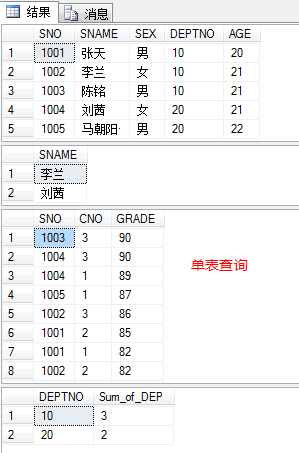 结果 消息
SNO SNAME SEX DEPTNO AGE
1 1001 张天 男 10 20
2 1002 李兰 女 10 21
3 1003 陈铭 男 10 21
4 1004 刘茜 女 20 21
5 1005 马朝阳 男 20 22
SNAME
1 李兰
2 刘茜
SNO CNO GRADE
1 1003 3 90
2 1004 3 90
3 1004 1 89
4 1005 1 87
5 1002 3 86
6 1001 2 85
7 1001 1 82
8 1002 2 82
单表查询
DEPTNO Sum_of_DEP
1 10 3
2 20 2